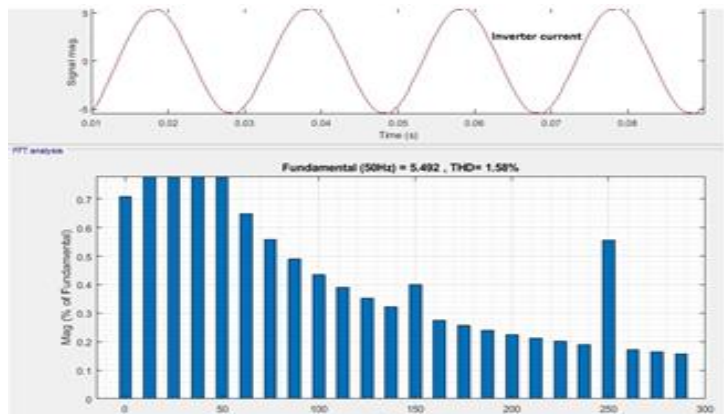 5
Inverter current
Signal mag.
0
-5
0.01 0.02 0.03 0.04 0.05 0.06 0.07 0.08
Time (s)
FFT analysis
Fundamental (50Hz) = 5.492 , THD= 1.58%
0.7
0.6
0.5
0.4
0.3
0.2
0.1
0
Mag (% of Fundamental)
0 50 100 150 200 250 300